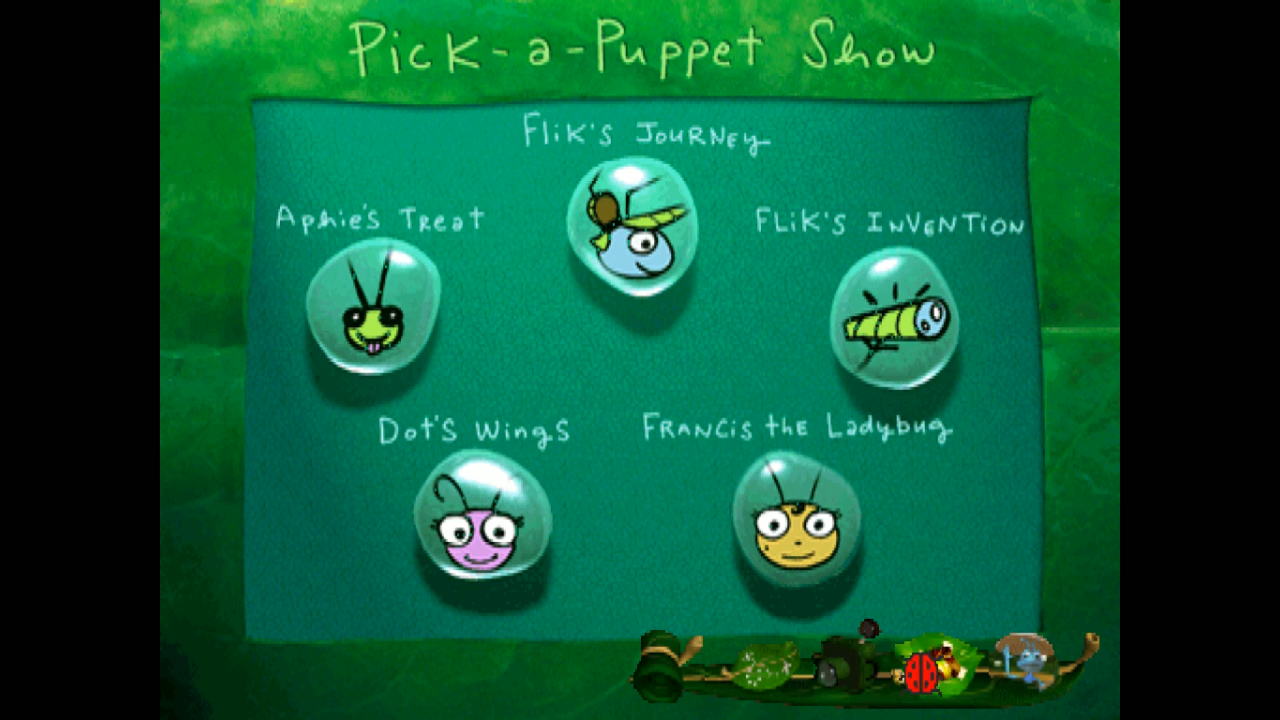 Pick-a-Puppet Show
Flik's Journey
Aphie's Treat
Flik's Invention
Dot's Wings
Francis the Ladybug